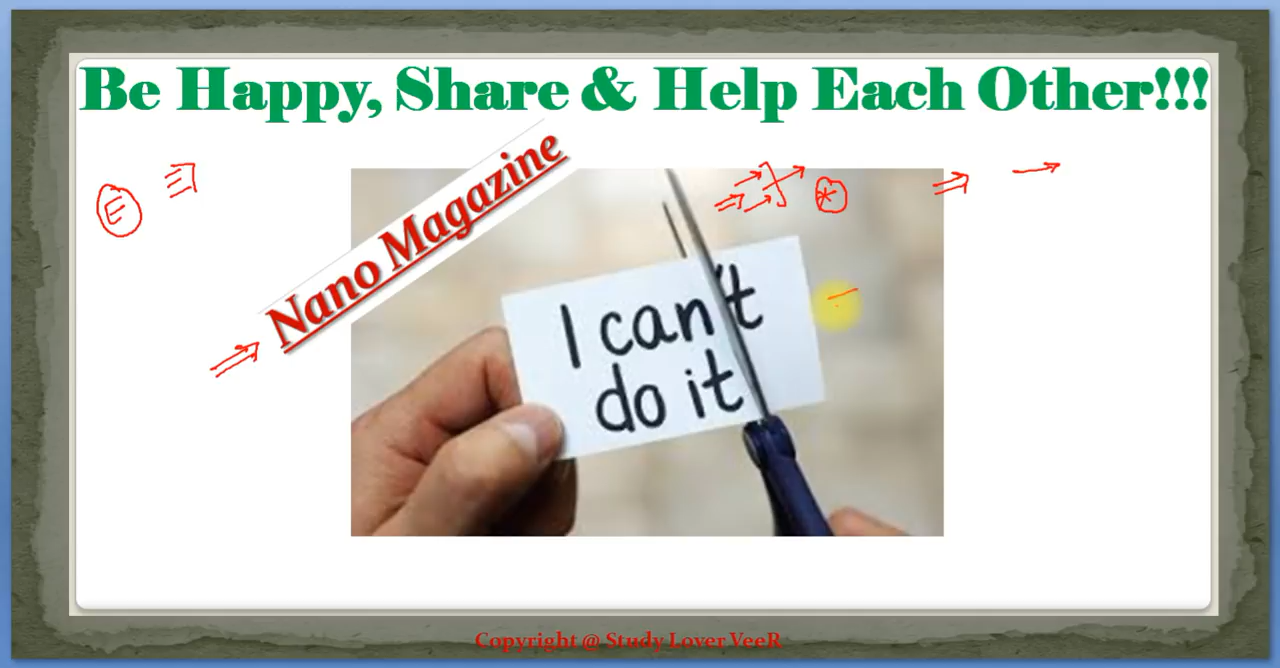 Be Happy, Share & Help Each Other!!!
E
Nano Magazine
I can't
do it
Copyright @ Study Lover VeeR